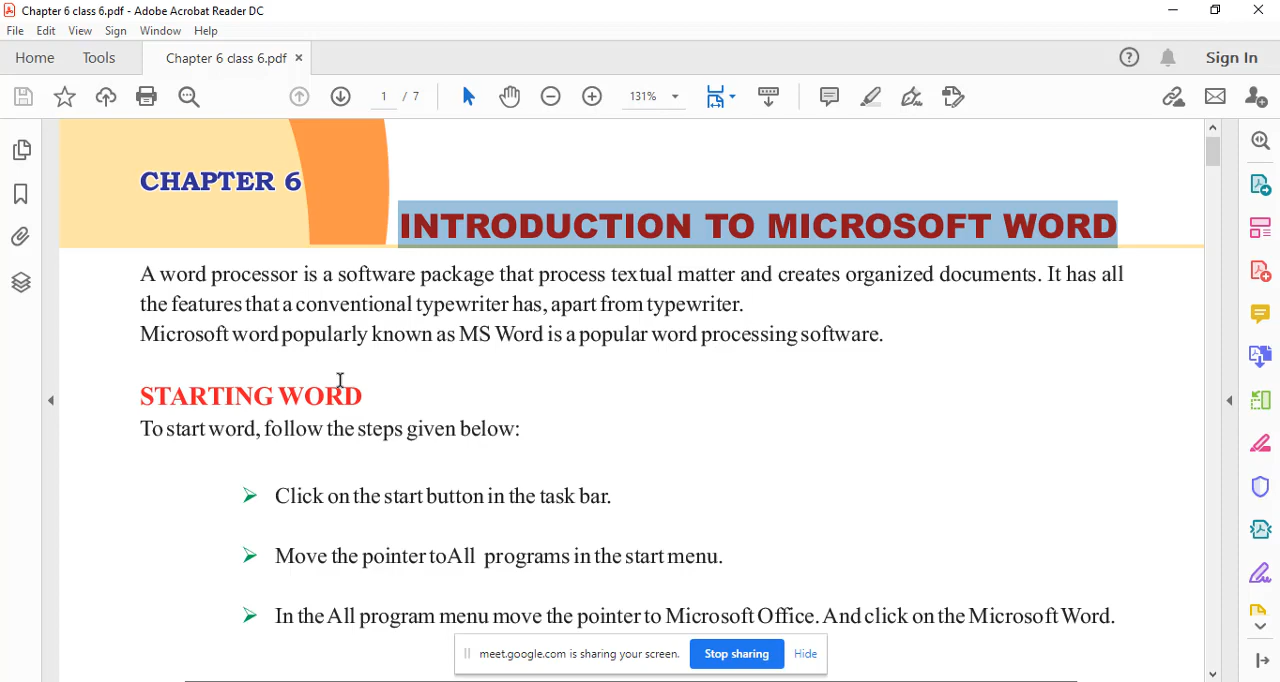 Chapter 6 class 6.pdf - Adobe Acrobat Reader DC
File Edit View Sign Window Help
Home Tools Chapter 6 class 6.pdf × Sign In
1 / 7 131%
CHAPTER 6
INTRODUCTION TO MICROSOFT WORD
A word processor is a software package that process textual matter and creates organized documents. It has all
the features that a conventional typewriter has, apart from typewriter.
Microsoft word popularly known as MS Word is a popular word processing software.
STARTING WORD
To start word, follow the steps given below:
Click on the start button in the task bar.
Move the pointer to All programs in the start menu.
In the All program menu move the pointer to Microsoft Office. And click on the Microsoft Word.
meet.google.com is sharing your screen. Stop sharing Hide